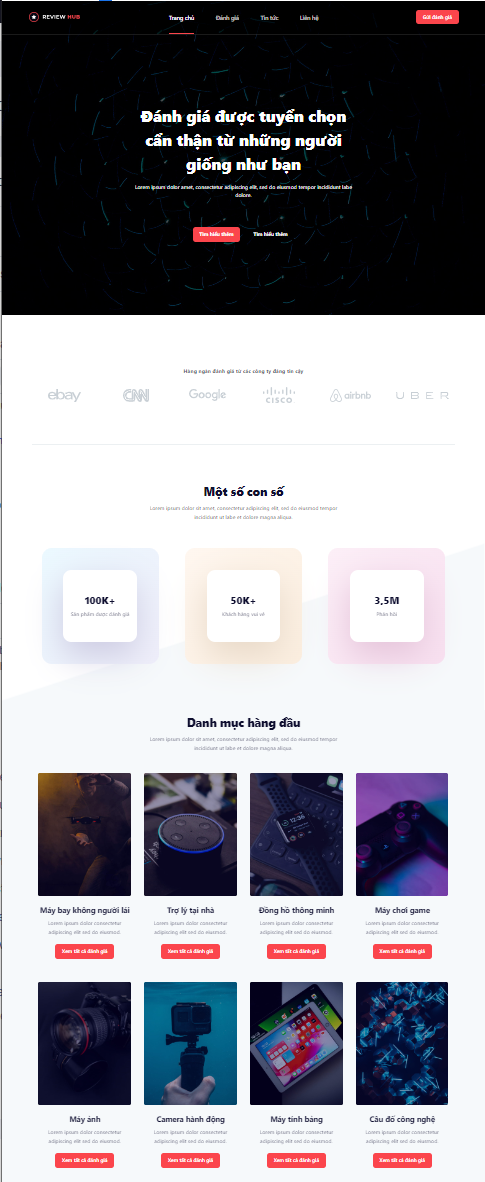 REVIEW HUB
Trang chủ
Đánh giá
Tin tức
Liên hệ
Gửi đánh giá
Đánh giá được tuyển chọn
cẩn thận từ những người
giống như bạn
Lorem ipsum dolor amet, consectetur adipiscing elit, sed do eiusmod tempor incididunt labe
dolore.
Tìm hiểu thêm
Tìm hiểu thêm
Hàng ngàn đánh giá từ các công ty đáng tin cậy
ebay
CNN
Google
CISCO
airbnb
UBER
Một số con số
Lorem ipsum dolor sit amet, consectetur adipiscing elit, sed do eiusmod tempor
incididunt ut labe et dolore magna aliqua.
100K+
Sản phẩm được đánh giá
50K+
Khách hàng vui vẻ
3,5M
Phản hồi
Danh mục hàng đầu
Lorem ipsum dolor sit amet, consectetur adipiscing elit, sed do eiusmod tempor
incididunt ut labe et dolore magna aliqua.
Máy bay không người lái
Lorem ipsum dolor consectetur
adipiscing elit sed do eiusmod.
Xem tất cả đánh giá
Trợ lý tại nhà
Lorem ipsum dolor consectetur
adipiscing elit sed do eiusmod.
Xem tất cả đánh giá
Đồng hồ thông minh
Lorem ipsum dolor consectetur
adipiscing elit sed do eiusmod.
Xem tất cả đánh giá
Máy chơi game
Lorem ipsum dolor consectetur
adipiscing elit sed do eiusmod.
Xem tất cả đánh giá
Máy ảnh
Lorem ipsum dolor consectetur
adipiscing elit sed do eiusmod.
Xem tất cả đánh giá
Camera hành động
Lorem ipsum dolor consectetur
adipiscing elit sed do eiusmod.
Xem tất cả đánh giá
Máy tính bảng
Lorem ipsum dolor consectetur
adipiscing elit sed do eiusmod.
Xem tất cả đánh giá
Câu đố công nghệ
Lorem ipsum dolor consectetur
adipiscing elit sed do eiusmod.
Xem tất cả đánh giá